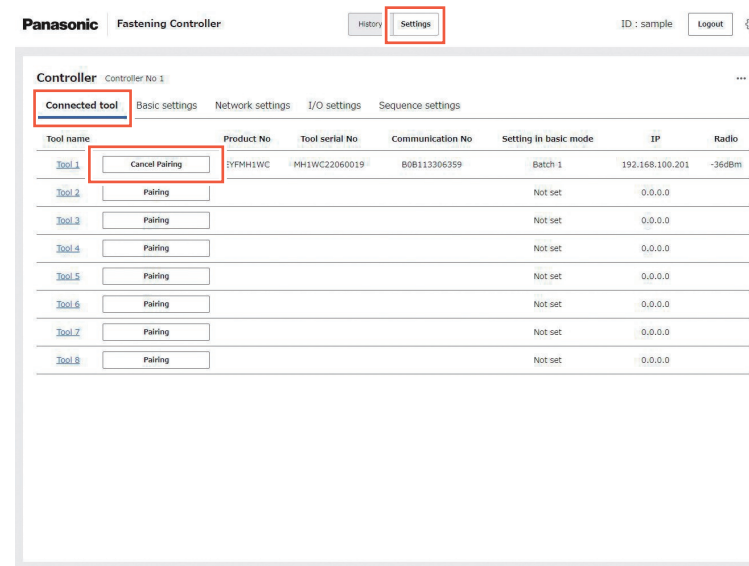 Panasonic Fastening Controller History Settings ID : sample Logout
Controller Controller No 1 ...
Connected tool Basic settings Network settings I/O settings Sequence settings
Tool name Product No Tool serial No Communication No Setting in basic mode IP Radio
Tool 1 Cancel Pairing EYFMH1WC MH1WC22060019 B0B113306359 Batch 1 192.168.100.201 -36dBm
Tool 2 Pairing Not set 0.0.0.0
Tool 3 Pairing Not set 0.0.0.0
Tool 4 Pairing Not set 0.0.0.0
Tool 5 Pairing Not set 0.0.0.0
Tool 6 Pairing Not set 0.0.0.0
Tool 7 Pairing Not set 0.0.0.0
Tool 8 Pairing Not set 0.0.0.0